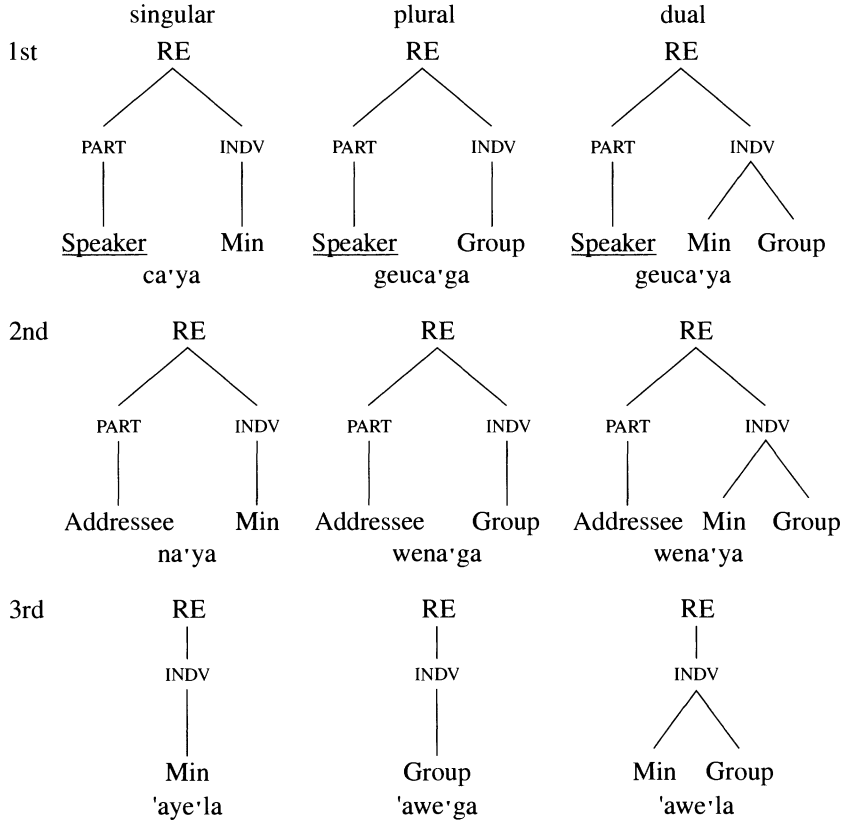 singular plural dual
1st RE RE RE
PART INDV PART INDV PART INDV
Speaker Min Speaker Group Speaker Min Group
ca'ya geuca'ga geuca'ya
2nd RE RE RE
PART INDV PART INDV PART INDV
Addressee Min Addressee Group Addressee Min Group
na'ya wena'ga wena'ya
3rd RE RE RE
INDV INDV INDV
Min Group Min Group
'aye'la 'awe'ga 'awe'la